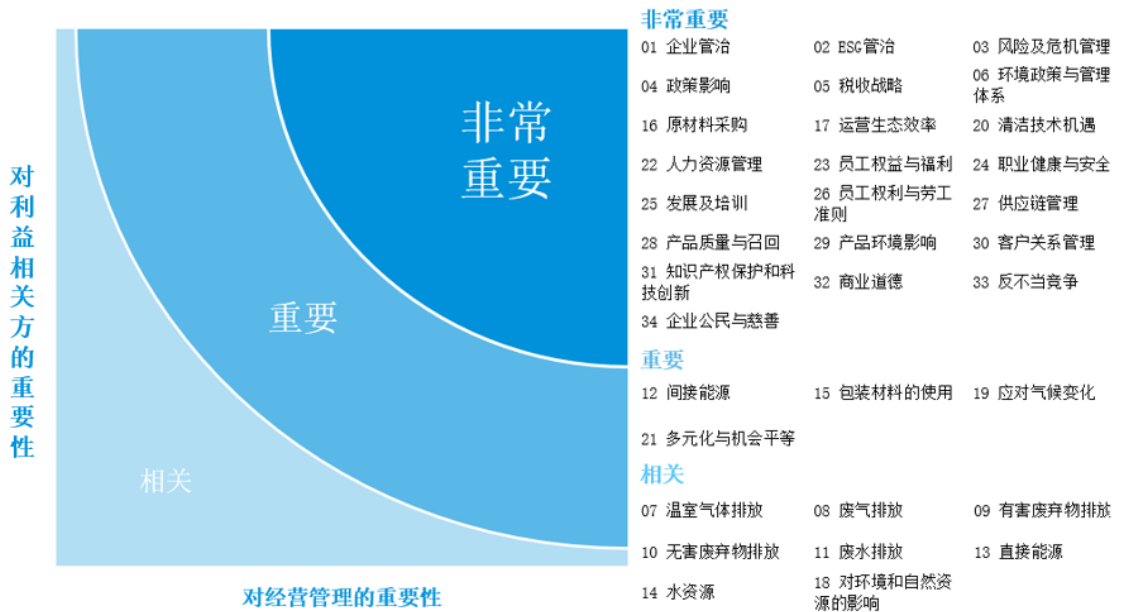 对利益相关方的重要性
非常
重要
重要
相关
对经营管理的重要性
非常重要
01 企业管治
02 ESG管治
03 风险及危机管理
04 政策影响
05 税收战略
06 环境政策与管理
体系
16 原材料采购
17 运营生态效率
20 清洁技术机遇
22 人力资源管理
23 员工权益与福利
24 职业健康与安全
25 发展及培训
26 员工权利与劳工
准则
27 供应链管理
28 产品质量与召回
29 产品环境影响
30 客户关系管理
31 知识产权保护和科
技创新
32 商业道德
33 反不当竞争
34 企业公民与慈善
重要
12 间接能源
15 包装材料的使用
19 应对气候变化
21 多元化与机会平等
相关
07 温室气体排放
08 废气排放
09 有害废弃物排放
10 无害废弃物排放
11 废水排放
13 直接能源
14 水资源
18 对环境和自然资
源的影响